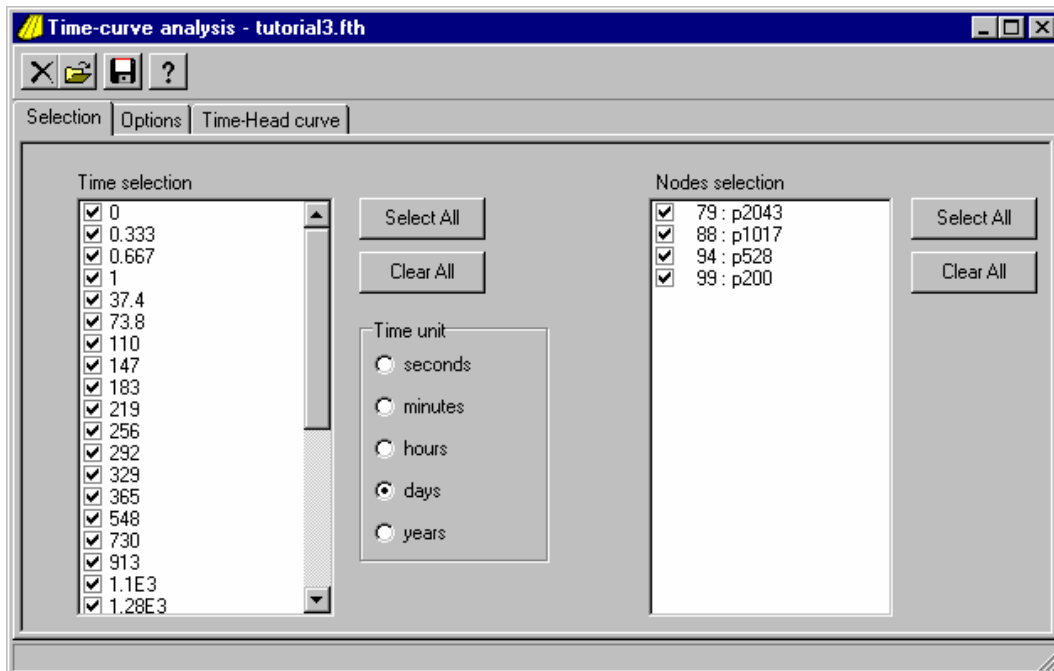 Time-curve analysis - tutorial3.fth
?
Selection Options Time-Head curve
Time selection
0
0.333
0.667
1
37.4
73.8
110
147
183
219
256
292
329
365
548
730
913
1.1E3
1.28E3
Select All
Clear All
Time unit
seconds
minutes
hours
days
years
Nodes selection
79 : p2043
88 : p1017
94 : p528
99 : p200
Select All
Clear All